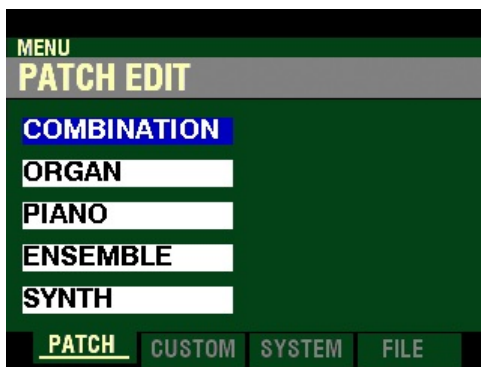 MENU
PATCH EDIT
COMBINATION
ORGAN
PIANO
ENSEMBLE
SYNTH
PATCH CUSTOM SYSTEM FILE